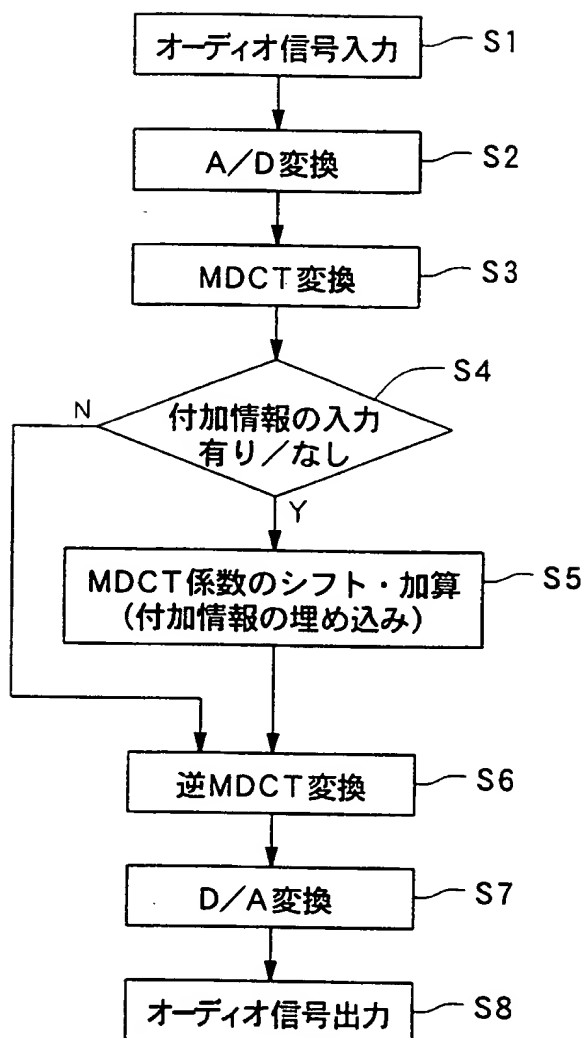 オーディオ信号入力
S1
A／D変換
S2
MDCT変換
S3
S4
N
付加情報の入力
有り／なし
Y
MDCT係数のシフト・加算
(付加情報の埋め込み)
S5
逆MDCT変換
S6
D／A変換
S7
オーディオ信号出力
S8